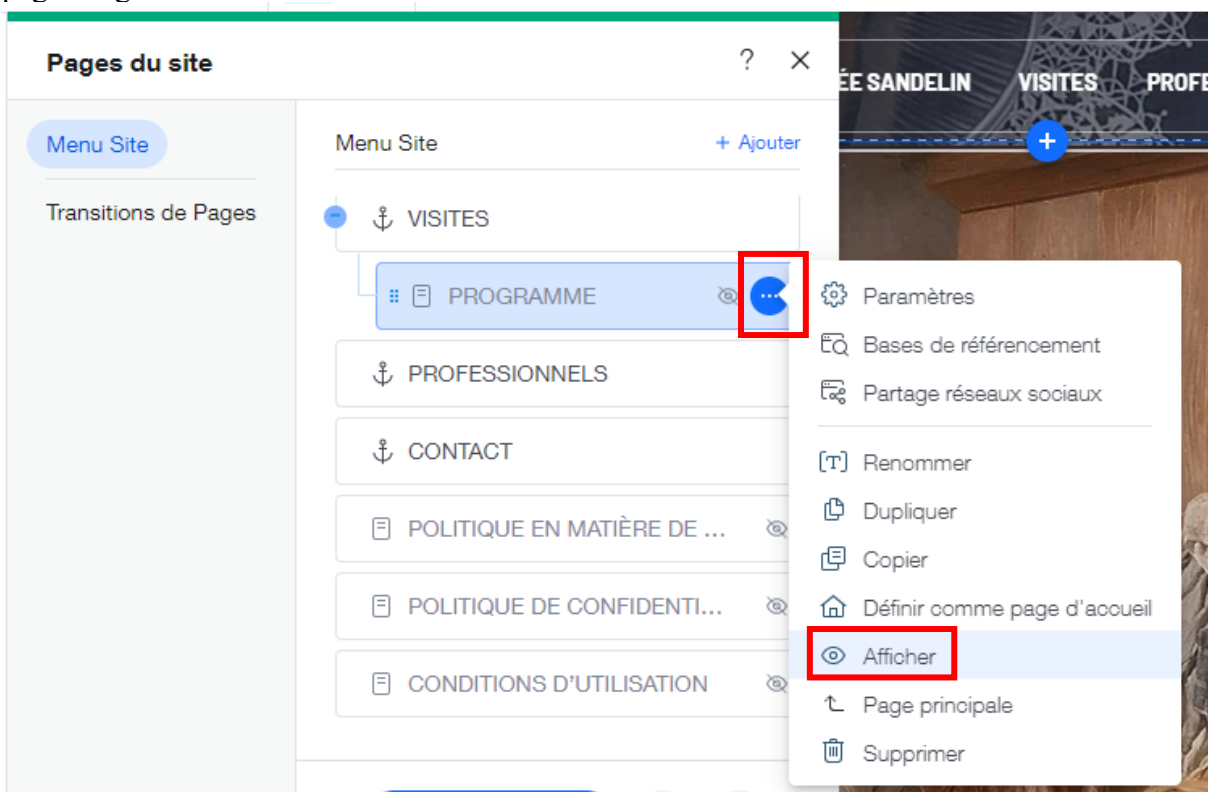 Pages du site
?
ÉE SANDELIN VISITES PROFE
Menu Site
Transitions de Pages
Menu Site
+ Ajouter
VISITES
PROGRAMME
PROFESSIONNELS
CONTACT
POLITIQUE EN MATIÈRE DE ...
POLITIQUE DE CONFIDENTI...
CONDITIONS D'UTILISATION
Paramètres
Bases de référencement
Partage réseaux sociaux
Renommer
Dupliquer
Copier
Définir comme page d'accueil
Afficher
Page principale
Supprimer